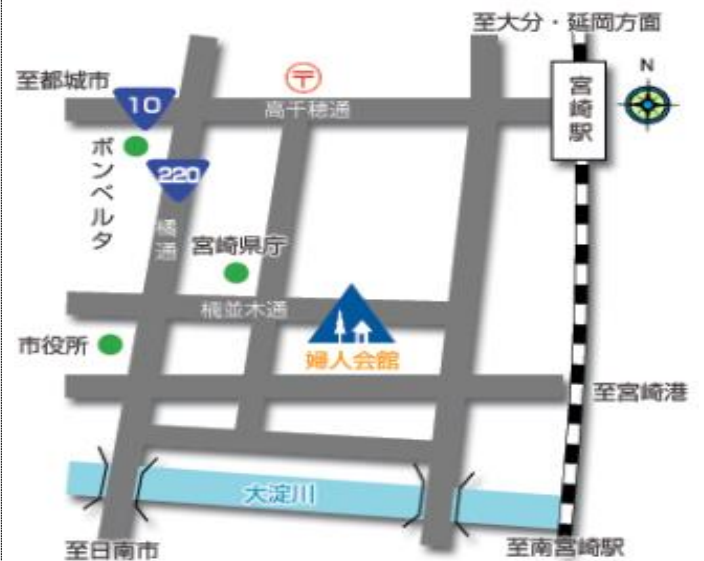 至大分・延岡方面
N
至都城市
10
〒
高千穂通
宮崎駅
ボンベルタ
220
橘通
宮崎県庁
楠並木通
市役所
婦人会館
至宮崎港
大淀川
至日南市
至南宮崎駅